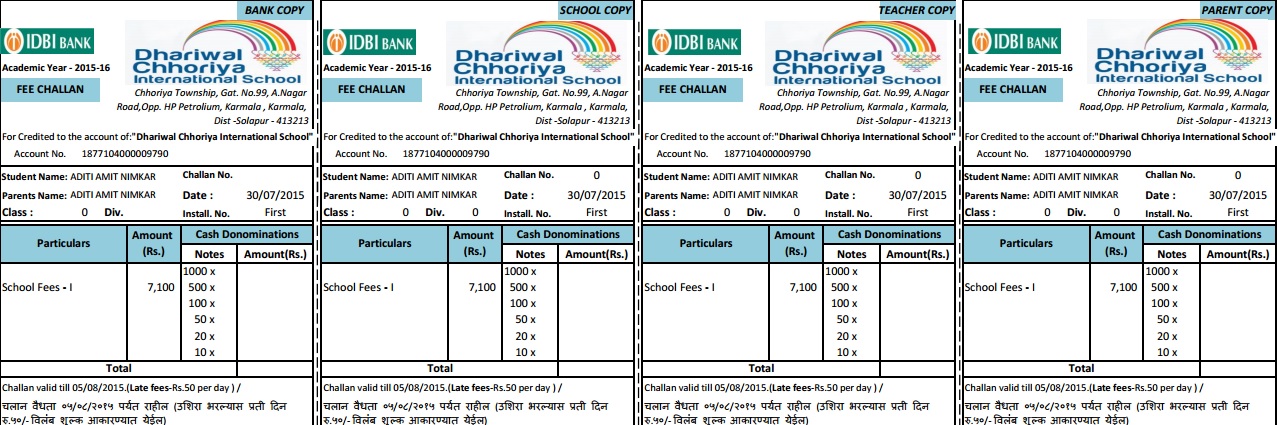 BANK COPY
IDBI BANK
Dhariwal
Chhoriya
International School
Academic Year - 2015-16
FEE CHALLAN
Chhoriya Township, Gat. No.99, A.Nagar
Road,Opp. HP Petrolium, Karmala , Karmala,
Dist -Solapur - 413213
For Credited to the account of:"Dhariwal Chhoriya International School"
Account No. 1877104000009790
Student Name: ADITI AMIT NIMKAR Challan No.
Parents Name: ADITI AMIT NIMKAR Date : 30/07/2015
Class : 0 Div. Install. No. First
Particulars Amount (Rs.) Cash Donominations
Notes Amount(Rs.)
1000 x
School Fees - I 7,100 500 x
100 x
50 x
20 x
10 x
Total
Challan valid till 05/08/2015.(Late fees-Rs.50 per day ) /
चलान वैधता ०५/०८/२०१५ पर्यत राहील (उशिरा भरल्यास प्रती दिन
रु.५०/- विलंब शुल्क आकारण्यात येईल)
SCHOOL COPY
IDBI BANK
Dhariwal
Chhoriya
International School
Academic Year - 2015-16
FEE CHALLAN
Chhoriya Township, Gat. No.99, A.Nagar
Road,Opp. HP Petrolium, Karmala , Karmala,
Dist -Solapur - 413213
For Credited to the account of:"Dhariwal Chhoriya International School"
Account No. 1877104000009790
Student Name: ADITI AMIT NIMKAR Challan No. 0
Parents Name: ADITI AMIT NIMKAR Date : 30/07/2015
Class : 0 Div. 0 Install. No. First
Particulars Amount (Rs.) Cash Donominations
Notes Amount(Rs.)
1000 x
School Fees - I 7,100 500 x
100 x
50 x
20 x
10 x
Total
Challan valid till 05/08/2015.(Late fees-Rs.50 per day ) /
चलान वैधता ०५/०८/२०१५ पर्यत राहील (उशिरा भरल्यास प्रती दिन
रु.५०/- विलंब शुल्क आकारण्यात येईल)
TEACHER COPY
IDBI BANK
Dhariwal
Chhoriya
International School
Academic Year - 2015-16
FEE CHALLAN
Chhoriya Township, Gat. No.99, A.Nagar
Road,Opp. HP Petrolium, Karmala , Karmala,
Dist -Solapur - 413213
For Credited to the account of:"Dhariwal Chhoriya International School"
Account No. 1877104000009790
Student Name: ADITI AMIT NIMKAR Challan No. 0
Parents Name: ADITI AMIT NIMKAR Date : 30/07/2015
Class : 0 Div. 0 Install. No. First
Particulars Amount (Rs.) Cash Donominations
Notes Amount(Rs.)
1000 x
School Fees - I 7,100 500 x
100 x
50 x
20 x
10 x
Total
Challan valid till 05/08/2015.(Late fees-Rs.50 per day ) /
चलान वैधता ०५/०८/२०१५ पर्यत राहील (उशिरा भरल्यास प्रती दिन
रु.५०/- विलंब शुल्क आकारण्यात येईल)
PARENT COPY
IDBI BANK
Dhariwal
Chhoriya
International School
Academic Year - 2015-16
FEE CHALLAN
Chhoriya Township, Gat. No.99, A.Nagar
Road,Opp. HP Petrolium, Karmala , Karmala,
Dist -Solapur - 413213
For Credited to the account of:"Dhariwal Chhoriya International School"
Account No. 1877104000009790
Student Name: ADITI AMIT NIMKAR Challan No. 0
Parents Name: ADITI AMIT NIMKAR Date : 30/07/2015
Class : 0 Div. 0 Install. No. First
Particulars Amount (Rs.) Cash Donominations
Notes Amount(Rs.)
1000 x
School Fees - I 7,100 500 x
100 x
50 x
20 x
10 x
Total
Challan valid till 05/08/2015.(Late fees-Rs.50 per day ) /
चलान वैधता ०५/०८/२०१५ पर्यत राहील (उशिरा भरल्यास प्रती दिन
रु.५०/- विलंब शुल्क आकारण्यात येईल)